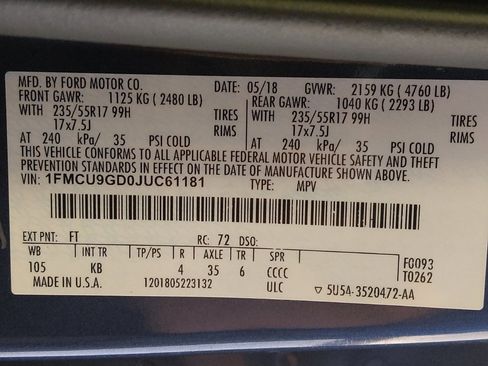 MFD. BY FORD MOTOR CO. DATE: 05/18 GVWR: 2159 KG ( 4760 LB)
FRONT GAWR: 1125 KG ( 2480 LB) REAR GAWR: 1040 KG ( 2293 LB)
WITH 235/55R17 99H TIRES WITH 235/55R17 99H TIRES
17x7.5J RIMS 17x7.5J RIMS
AT 240 kPa/ 35 PSI COLD AT 240 kPa/ 35 PSI COLD
THIS VEHICLE CONFORMS TO ALL APPLICABLE FEDERAL MOTOR VEHICLE SAFETY AND THEFT
PREVENTION STANDARDS IN EFFECT ON THE DATE OF MANUFACTURE SHOWN ABOVE.
VIN: 1FMCU9GD0JUC61181 TYPE: MPV
EXT PNT: FT RC: 72 DSO:
WB INT TR TP/PS R AXLE TR SPR F0093
105 KB 4 35 6 CCCC T0262
MADE IN U.S.A. 1201805223132 ULC ▽ 5U54-3520472-AA